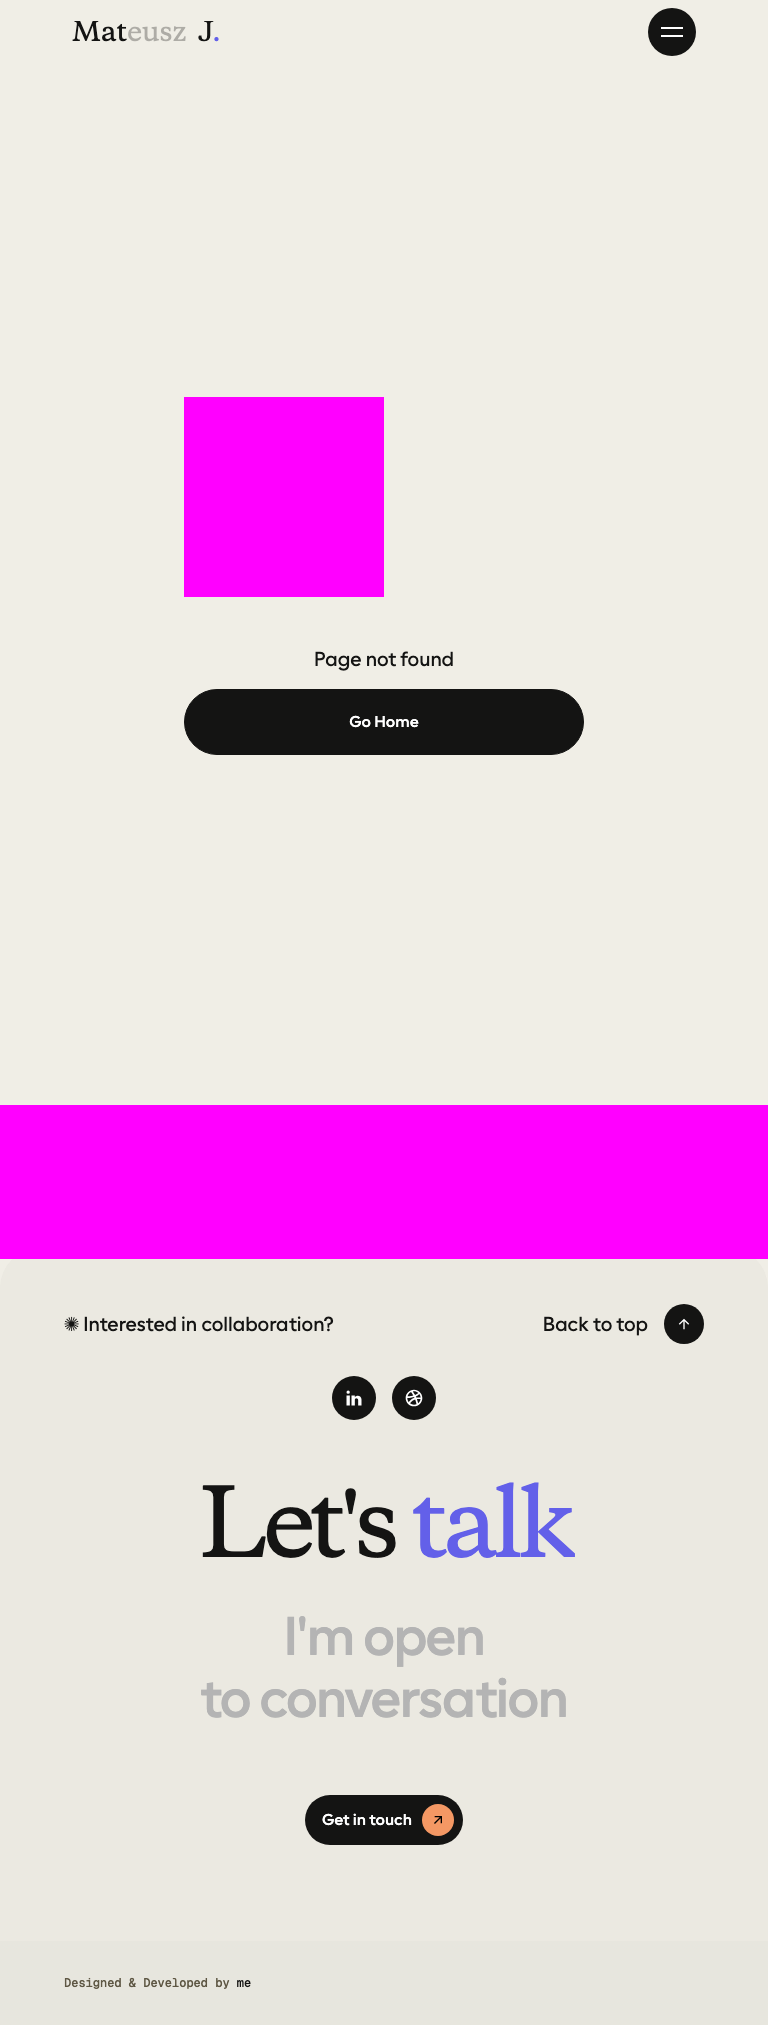 Mateusz J.
Page not found
Go Home
✺ Interested in collaboration?
Back to top
in
Let's talk
I'm open
to conversation
Get in touch
Designed & Developed by me